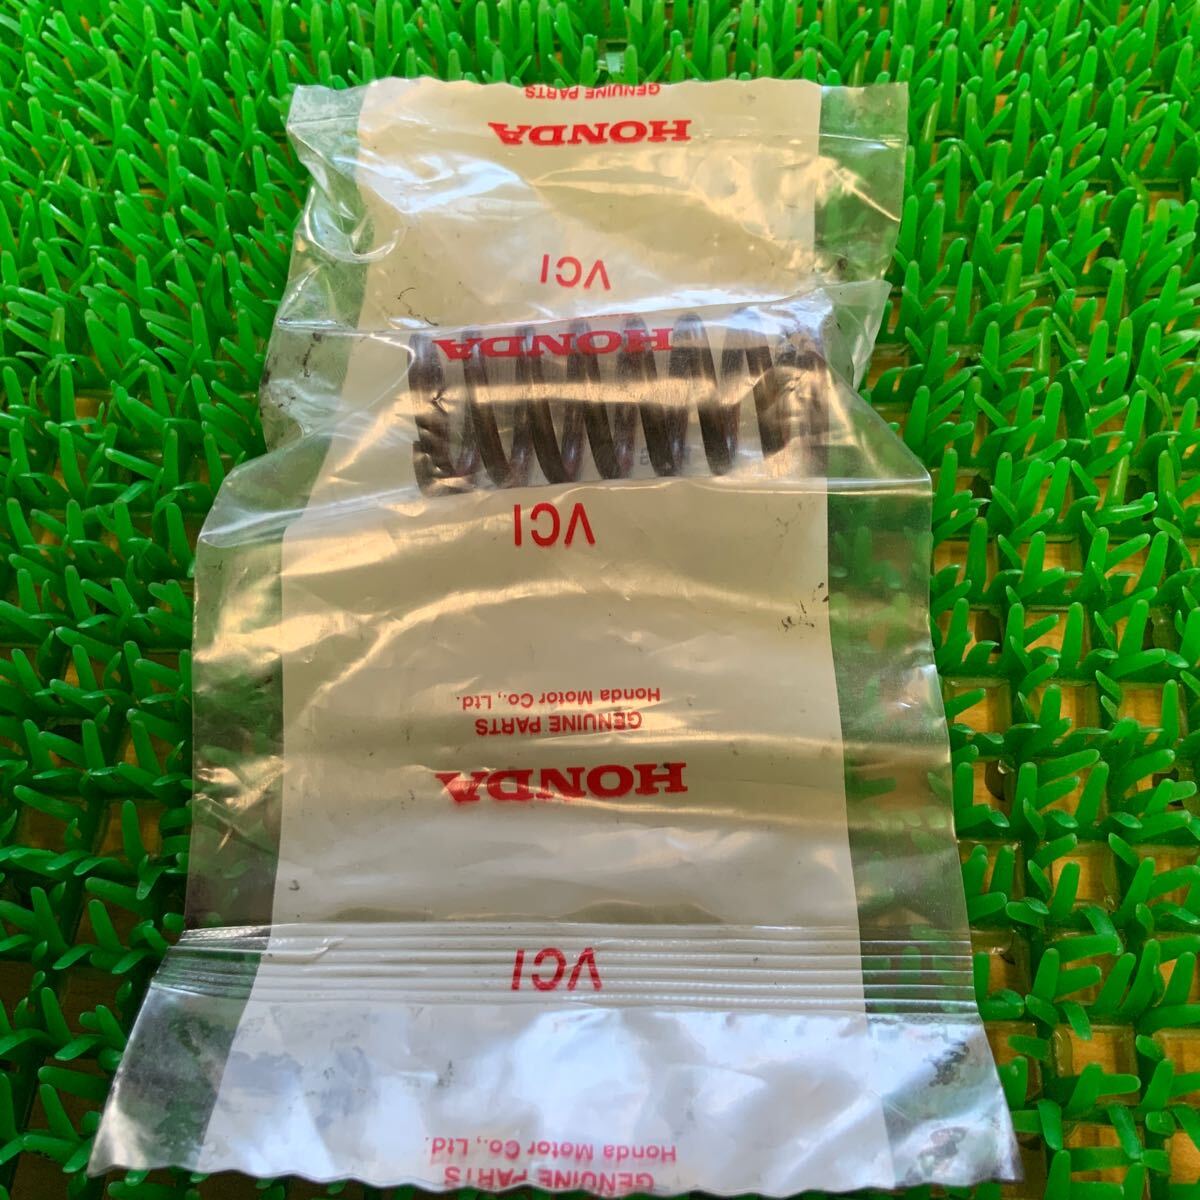 GENUINE PARTS
HONDA
VCI
HONDA
VCI
Honda Motor Co., Ltd.
GENUINE PARTS
HONDA
VCI
Honda Motor Co., Ltd.
GENUINE PARTS